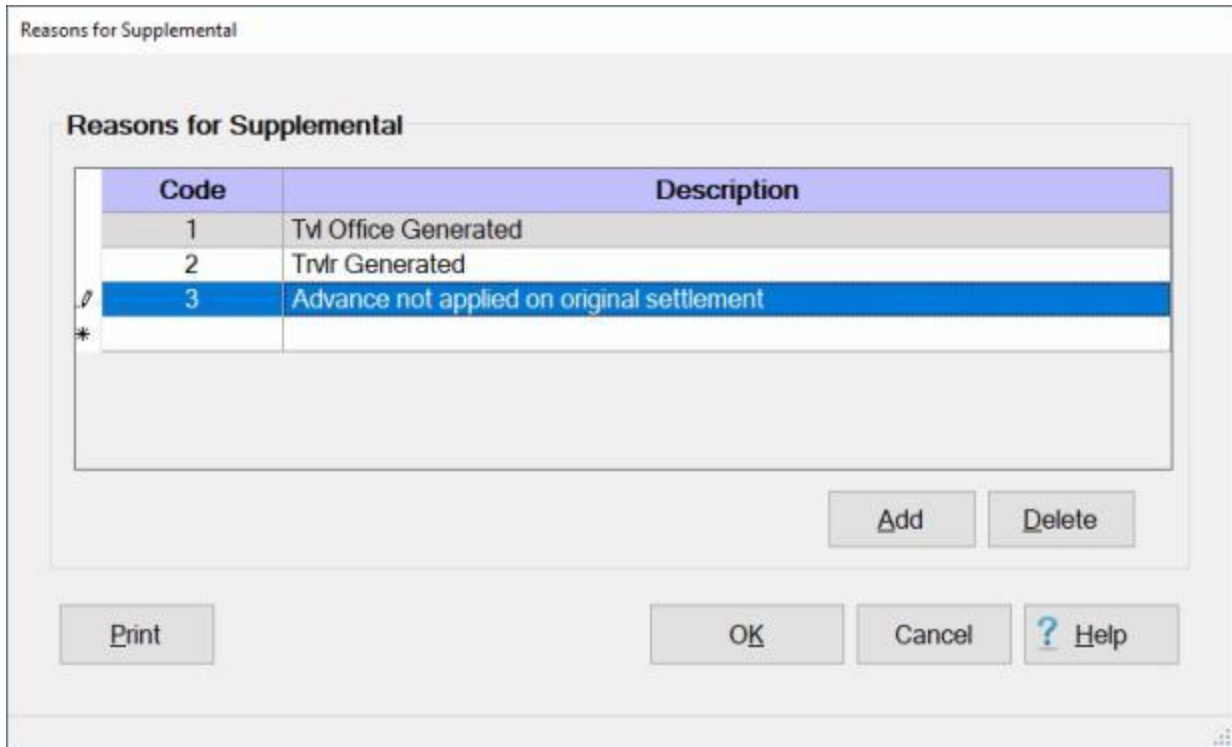 Reasons for Supplemental
Reasons for Supplemental
Code Description
1 Tvl Office Generated
2 Trvlr Generated
3 Advance not applied on original settlement
*
Add Delete
Print OK Cancel ? Help